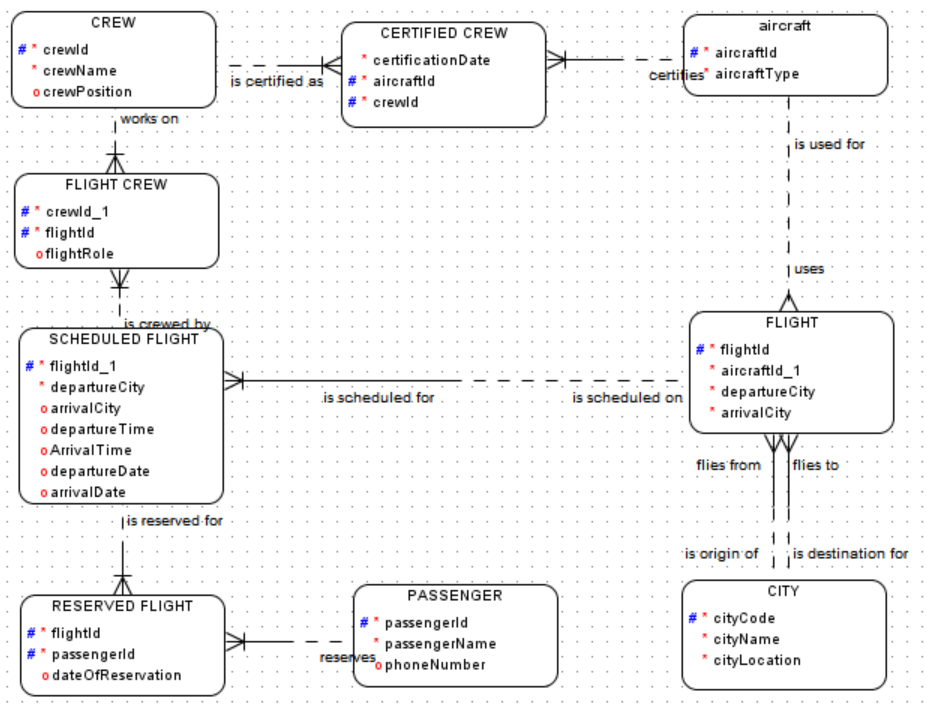 CREW
# * crewId
* crewName
o crewPosition
is certified as
CERTIFIED CREW
* certificationDate
# * aircraftId
# * crewId
certifies
aircraft
# * aircraftId
* aircraftType
works on
is used for
uses
FLIGHT CREW
# * crewId_1
# * flightId
o flightRole
is crewed by
SCHEDULED FLIGHT
# * flightId_1
* departureCity
o arrivalCity
o departureTime
o ArrivalTime
o departureDate
o arrivalDate
is scheduled for
is scheduled on
FLIGHT
# * flightId
* aircraftId_1
* departureCity
* arrivalCity
flies from
flies to
is origin of
is destination for
is reserved for
RESERVED FLIGHT
# * flightId
# * passengerId
o dateOfReservation
reserves
PASSENGER
# * passengerId
* passengerName
o phoneNumber
CITY
# * cityCode
* cityName
* cityLocation